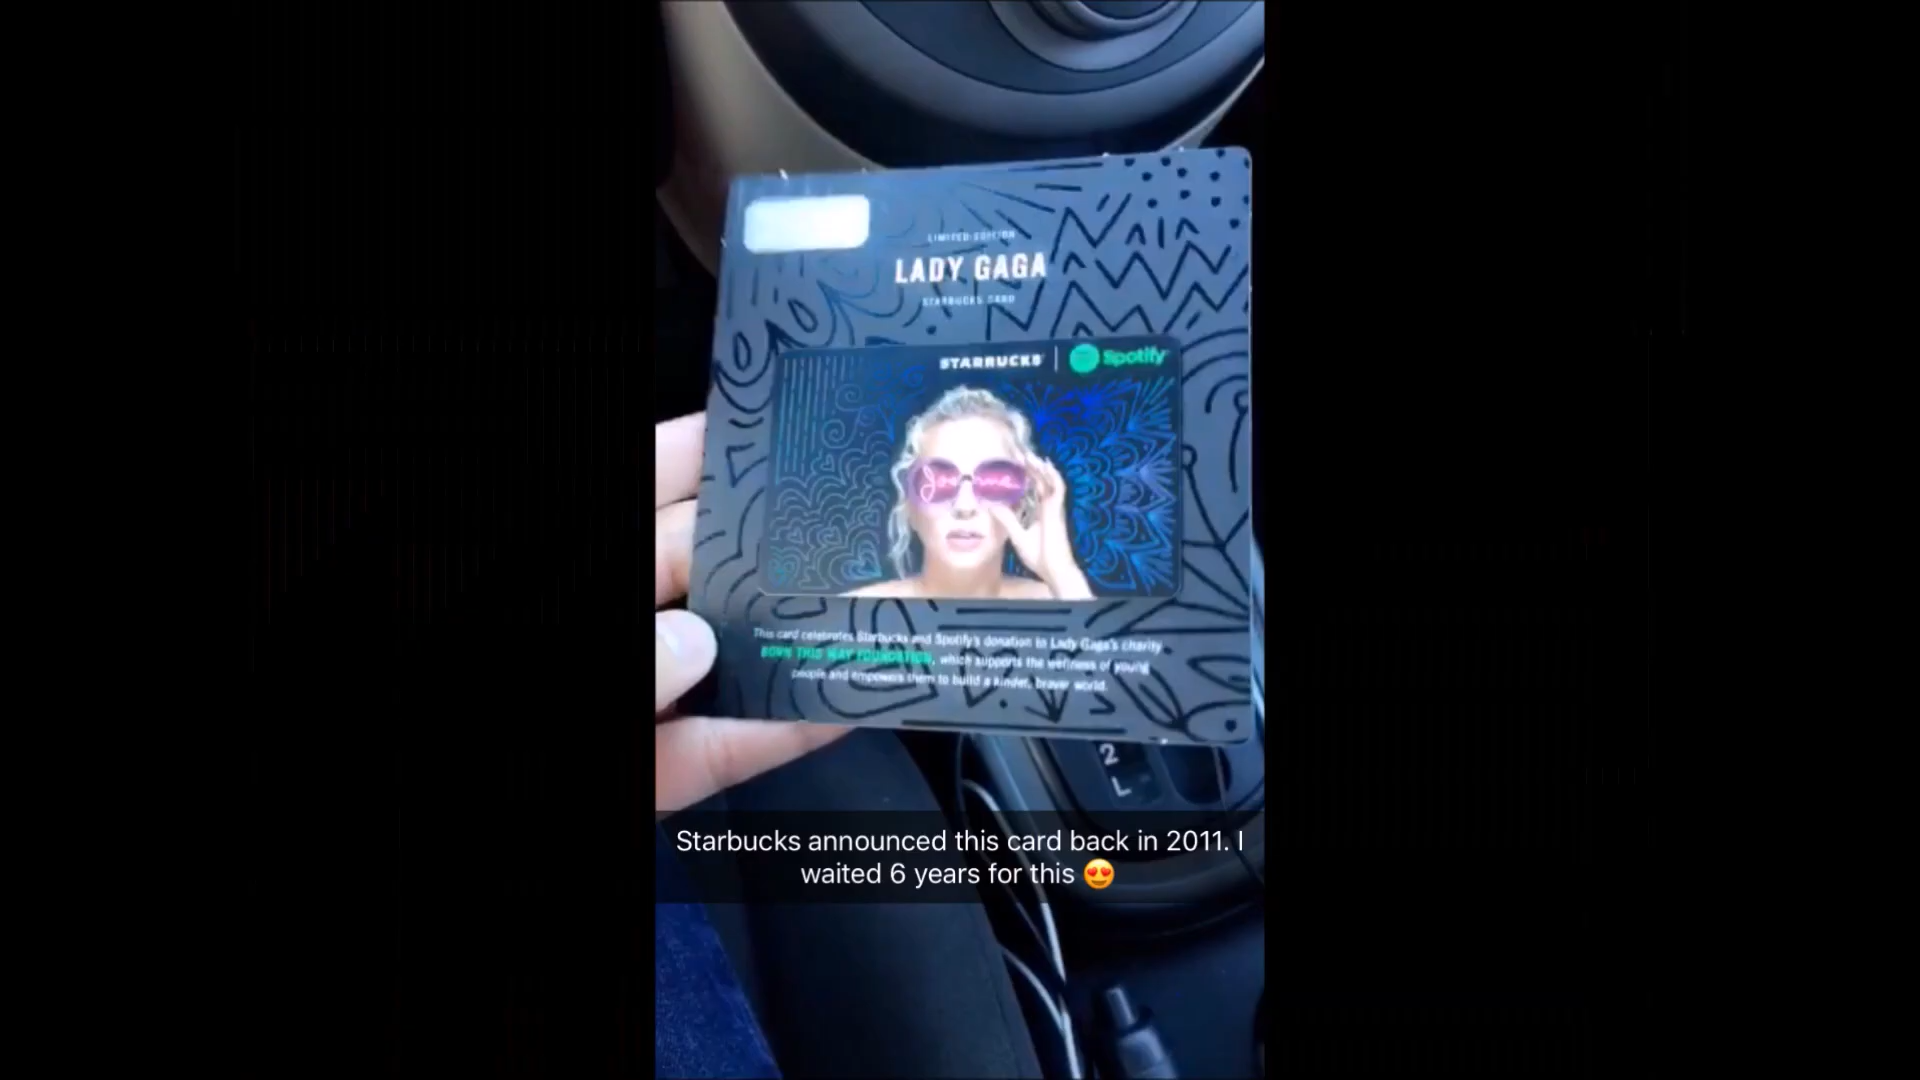 LIMITED EDITION
LADY GAGA
STARBUCKS CARD
STARBUCKS | Spotify
Joanne
This card celebrates Starbucks and Spotify's donation to Lady Gaga's charity
BORN THIS WAY FOUNDATION, which supports the wellness of young
people and empowers them to build a kinder, braver world.
2
L
Starbucks announced this card back in 2011. I
waited 6 years for this 😍